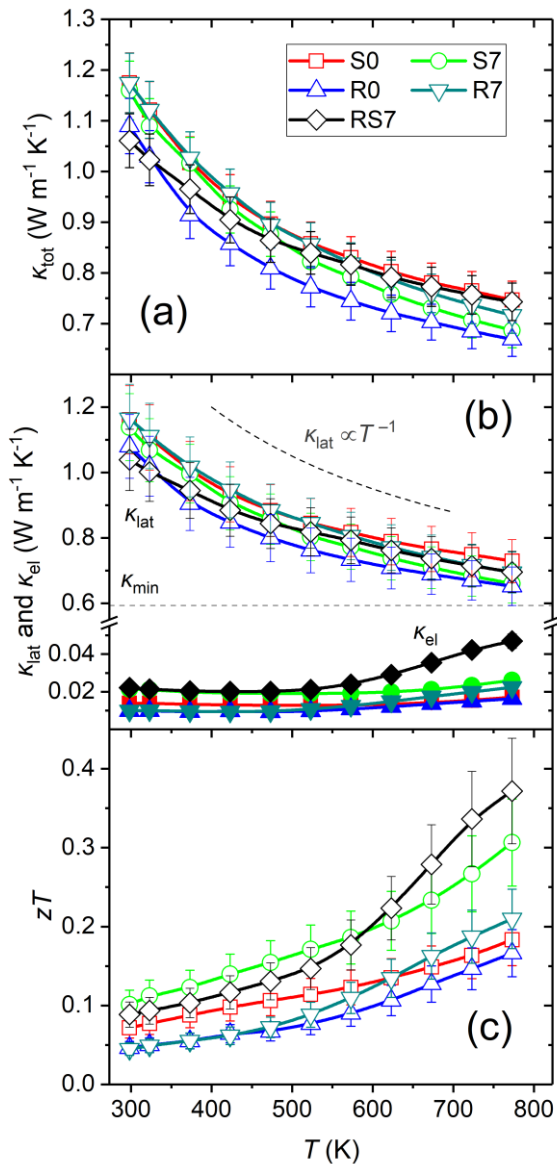 1.3
1.2
1.1
1.0
0.9
0.8
0.7
κtot (W m⁻¹ K⁻¹)
S0 S7
R0 R7
RS7
(a)
1.2
1.0
0.8
0.6
0.04
0.02
κlat and κel (W m⁻¹ K⁻¹)
(b)
κlat ∝T⁻¹
κlat
κmin
κel
0.4
0.3
0.2
0.1
0.0
zT
(c)
300 400 500 600 700 800
T (K)